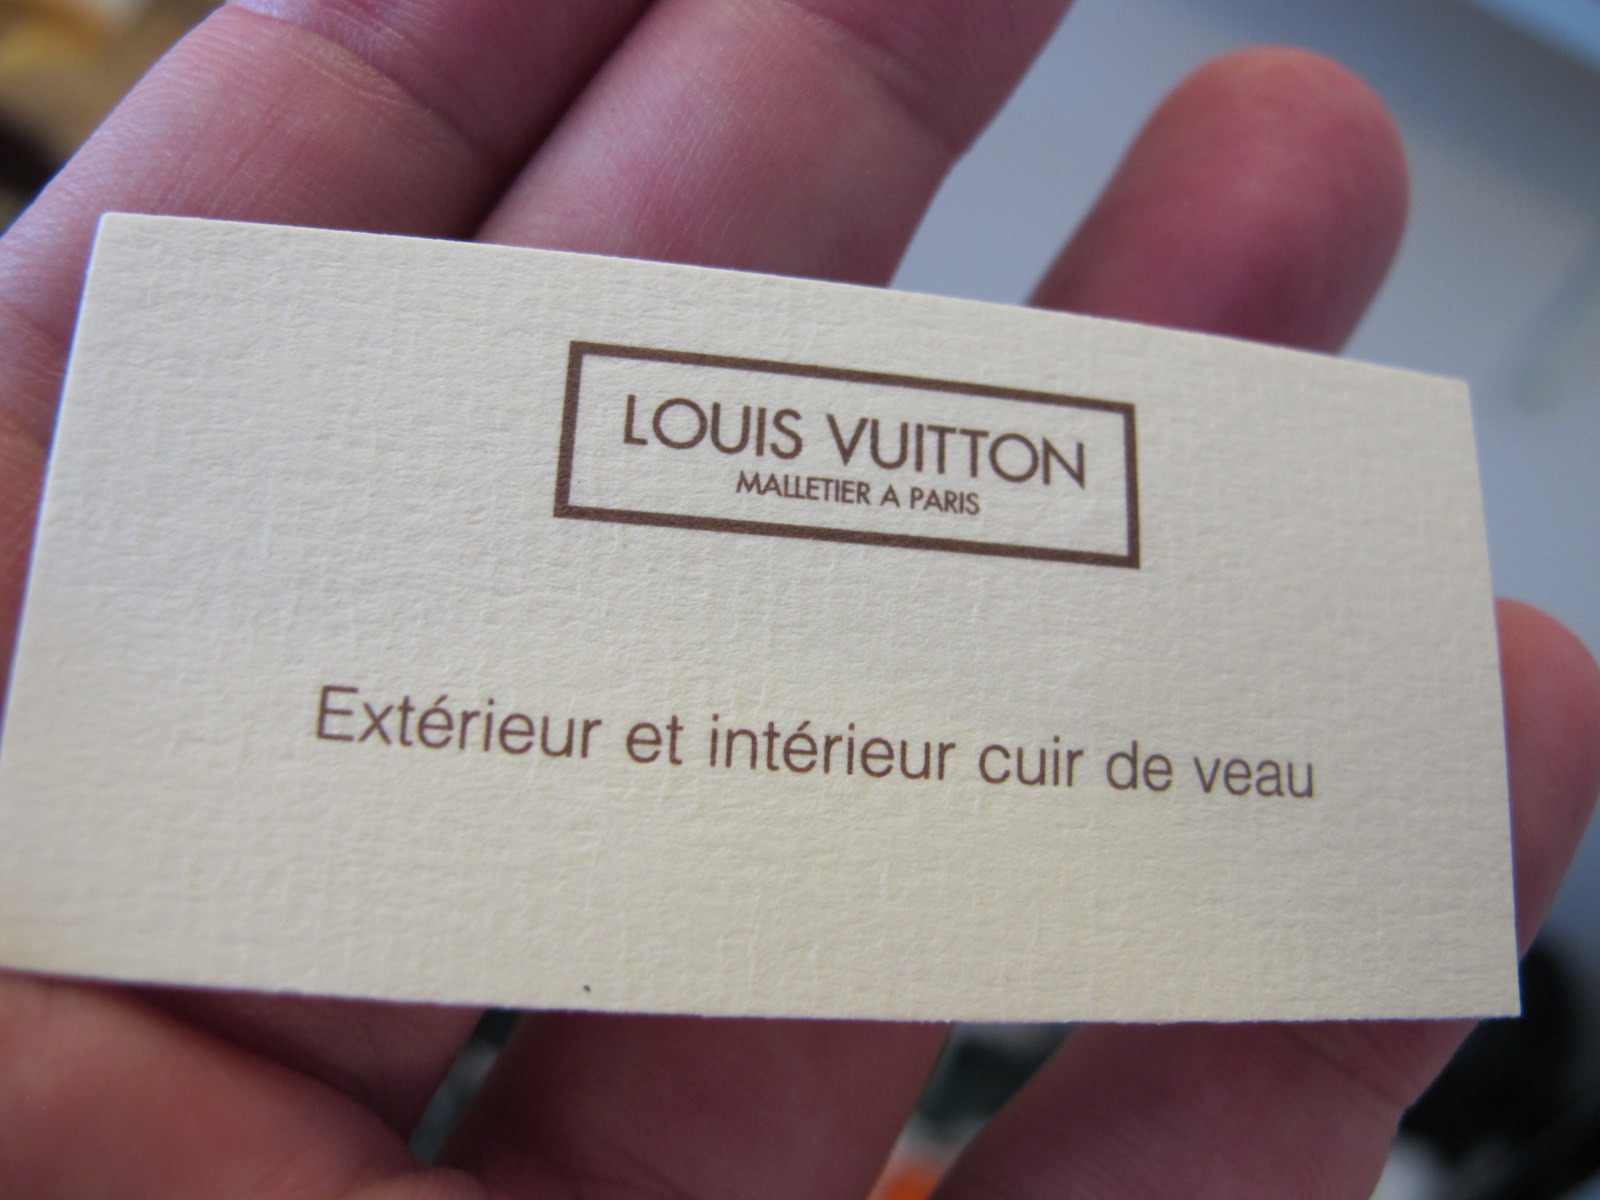 LOUIS VUITTON
MALLETIER A PARIS
Extérieur et intérieur cuir de veau